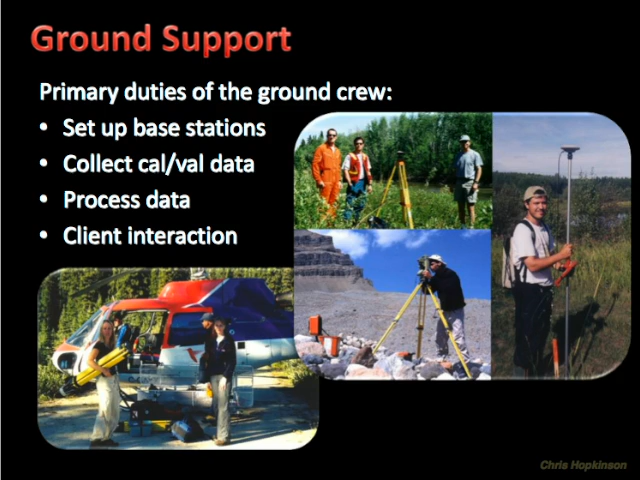 Ground Support
Primary duties of the ground crew:
• Set up base stations
• Collect cal/val data
• Process data
• Client interaction
Chris Hopkinson